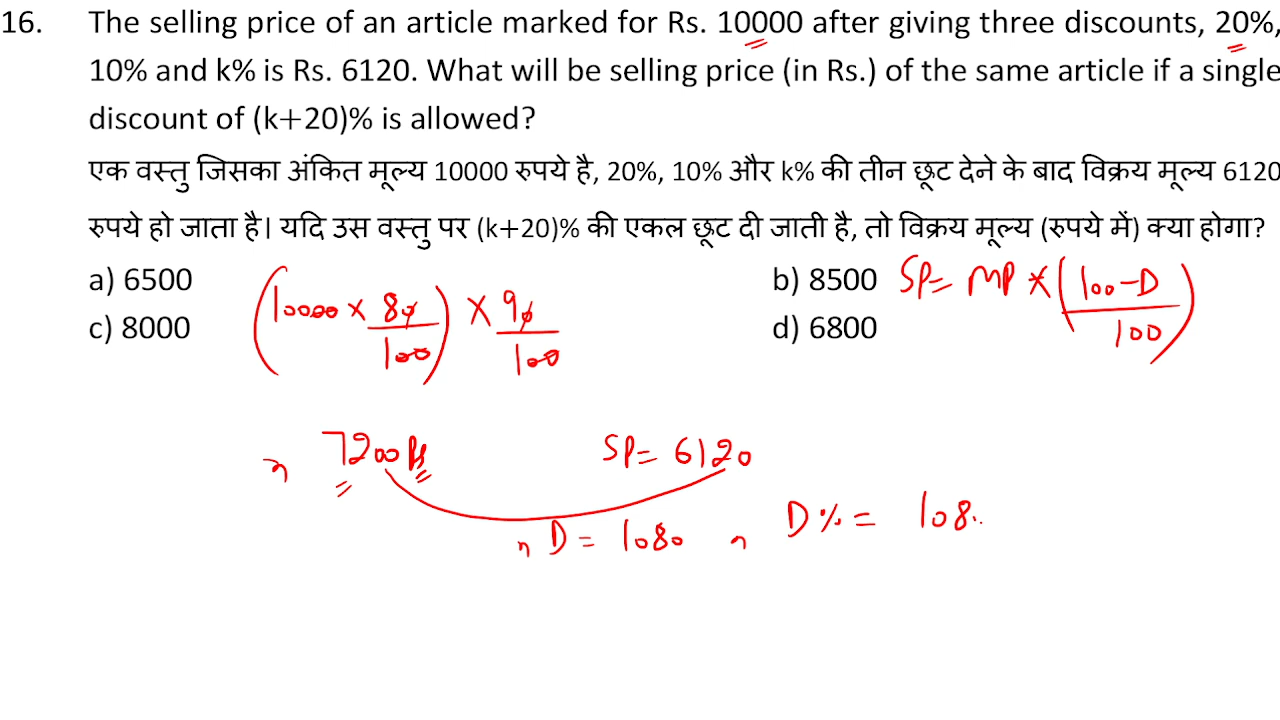 16. The selling price of an article marked for Rs. 10000 after giving three discounts, 20%,
10% and k% is Rs. 6120. What will be selling price (in Rs.) of the same article if a single
discount of (k+20)% is allowed?
एक वस्तु जिसका अंकित मूल्य 10000 रुपये है, 20%, 10% और k% की तीन छूट देने के बाद विक्रय मूल्य 6120
रुपये हो जाता है। यदि उस वस्तु पर (k+20)% की एकल छूट दी जाती है, तो विक्रय मूल्य (रुपये में) क्या होगा?
a) 6500 b) 8500
c) 8000 d) 6800
SP= MP * (100-D / 100)
(10000 × 80/100) × 90/100
7200 SP= 6120
D = 1080 D% = 108